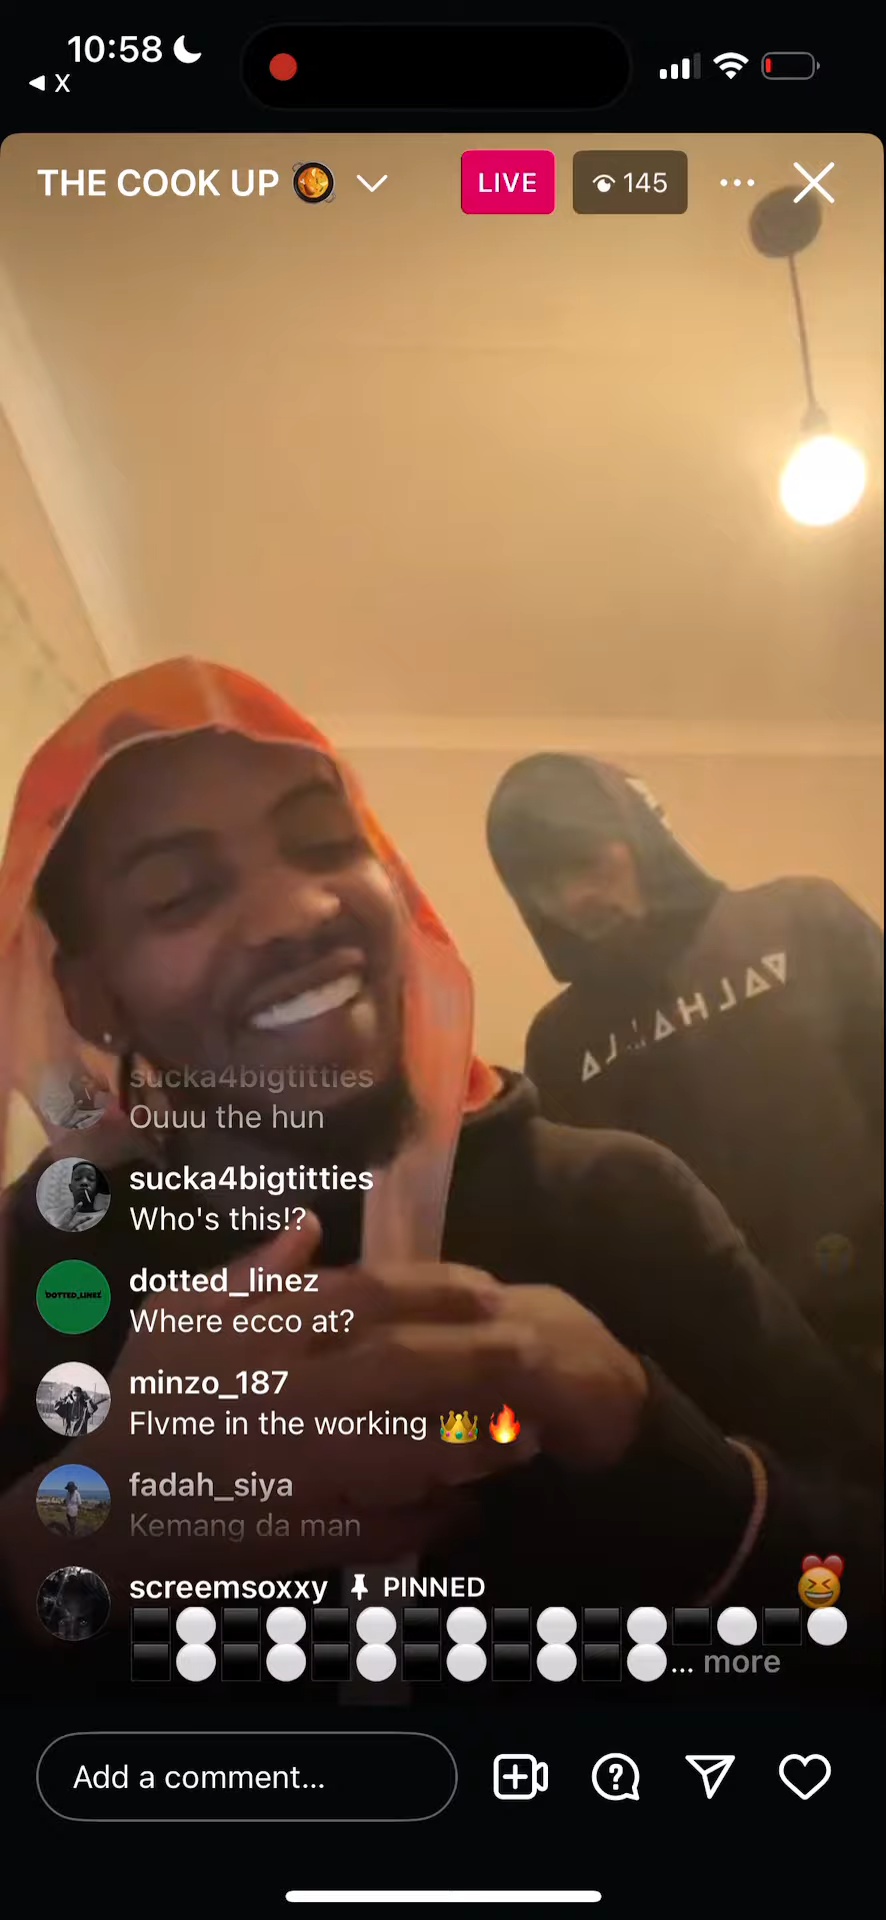 10:58
X
THE COOK UP
LIVE
145
sucka4bigtitties
Ouuu the hun
sucka4bigtitties
Who's this!?
DOTTED_LINEZ
dotted_linez
Where ecco at?
minzo_187
Flvme in the working 👑🔥
fadah_siya
Kemang da man
screemsoxxy PINNED
... more
Add a comment...